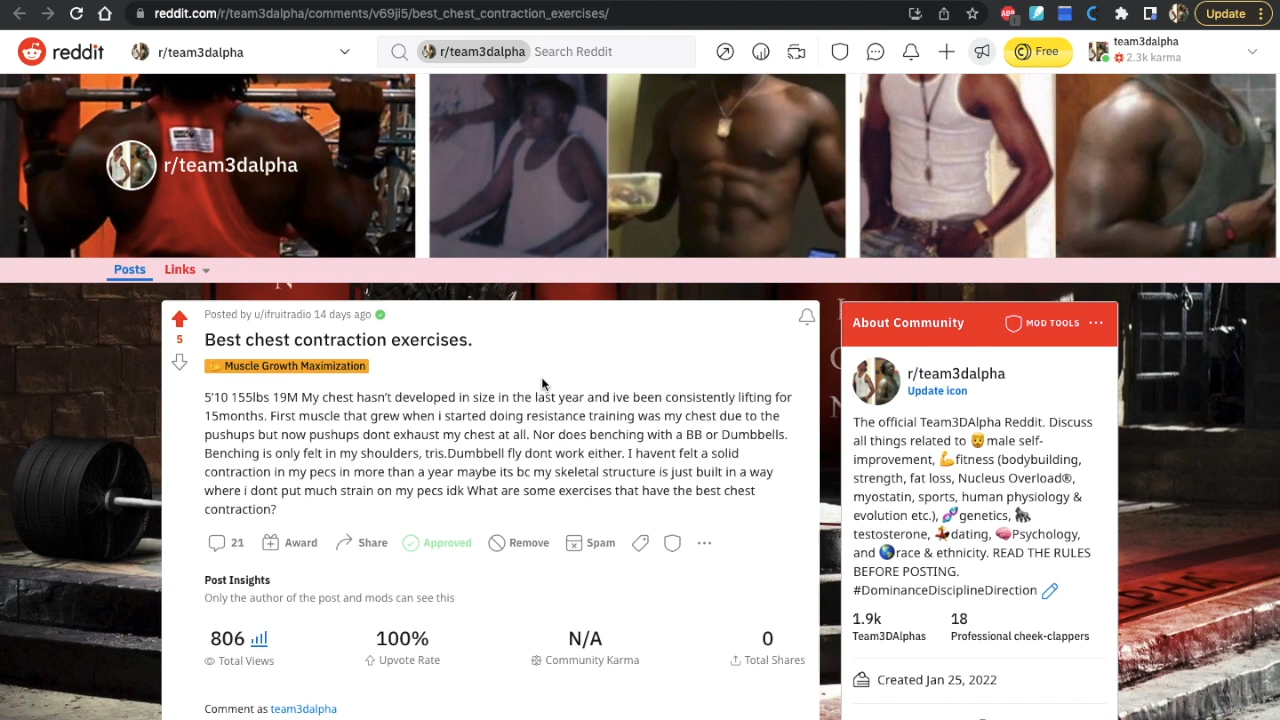 reddit.com/r/team3dalpha/comments/v69ji5/best_chest_contraction_exercises/
ABP
1
Update
reddit
r/team3dalpha
r/team3dalpha Search Reddit
Free
team3dalpha
2.3k karma
r/team3dalpha
Posts
Links
Posted by u/ifruitradio 14 days ago
5
Best chest contraction exercises.
Muscle Growth Maximization
5'10 155lbs 19M My chest hasn't developed in size in the last year and ive been consistently lifting for
15months. First muscle that grew when i started doing resistance training was my chest due to the
pushups but now pushups dont exhaust my chest at all. Nor does benching with a BB or Dumbbells.
Benching is only felt in my shoulders, tris.Dumbbell fly dont work either. I havent felt a solid
contraction in my pecs in more than a year maybe its bc my skeletal structure is just built in a way
where i dont put much strain on my pecs idk What are some exercises that have the best chest
contraction?
21 Award Share Approved Remove Spam
Post Insights
Only the author of the post and mods can see this
806 100% N/A 0
Total Views Upvote Rate Community Karma Total Shares
Comment as team3dalpha
About Community
MOD TOOLS
r/team3dalpha
Update icon
The official Team3DAlpha Reddit. Discuss
all things related to 🦁male self-
improvement, 💪fitness (bodybuilding,
strength, fat loss, Nucleus Overload®,
myostatin, sports, human physiology &
evolution etc.), 🧬genetics, 🦍
testosterone, 💃dating, 🧠Psychology,
and 🌎race & ethnicity. READ THE RULES
BEFORE POSTING.
#DominanceDisciplineDirection
1.9k 18
Team3DAlphas Professional cheek-clappers
Created Jan 25, 2022